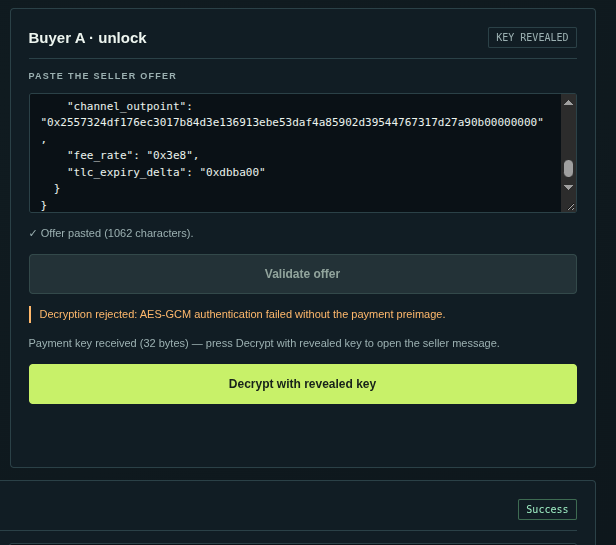 Buyer A · unlock
KEY REVEALED
PASTE THE SELLER OFFER
"channel_outpoint":
"0x2557324df176ec3017b84d3e136913ebe53daf4a85902d39544767317d27a90b00000000"
,
"fee_rate": "0x3e8",
"tlc_expiry_delta": "0xdbba00"
}
}
✓ Offer pasted (1062 characters).
Validate offer
Decryption rejected: AES-GCM authentication failed without the payment preimage.
Payment key received (32 bytes) — press Decrypt with revealed key to open the seller message.
Decrypt with revealed key
Success